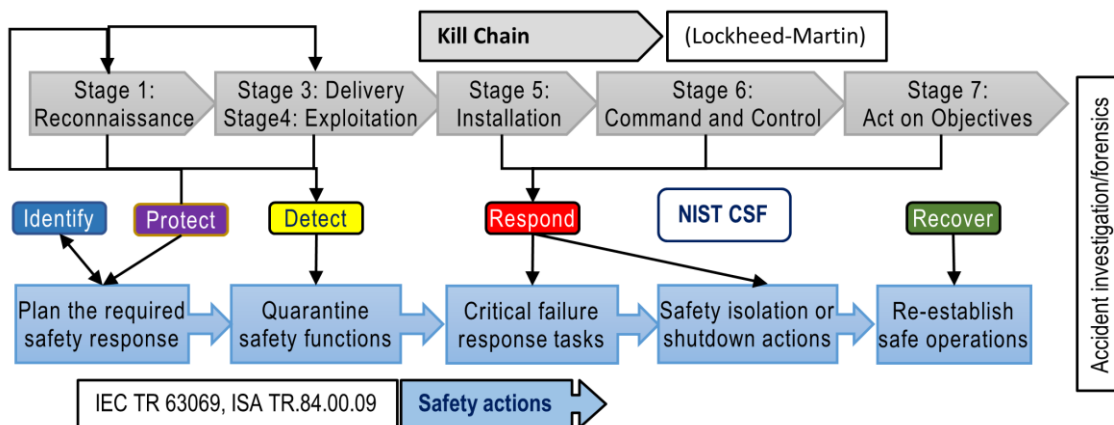 Kill Chain
(Lockheed-Martin)
Stage 1:
Reconnaissance
Stage 3: Delivery
Stage4: Exploitation
Stage 5:
Installation
Stage 6:
Command and Control
Stage 7:
Act on Objectives
Accident investigation/forensics
Identify
Protect
Detect
Respond
NIST CSF
Recover
Plan the required
safety response
Quarantine
safety functions
Critical failure
response tasks
Safety isolation or
shutdown actions
Re-establish
safe operations
IEC TR 63069, ISA TR.84.00.09
Safety actions